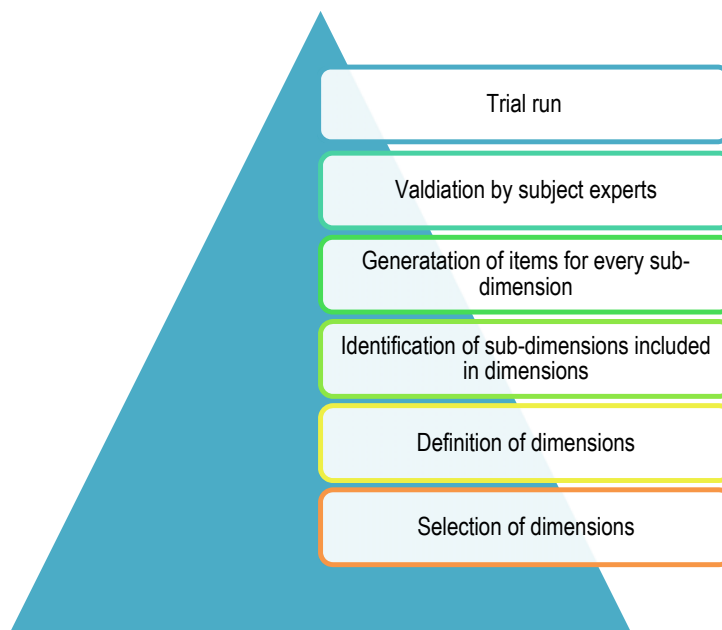 Trial run
Valdiation by subject experts
Generatation of items for every sub-
dimension
Identification of sub-dimensions included
in dimensions
Definition of dimensions
Selection of dimensions